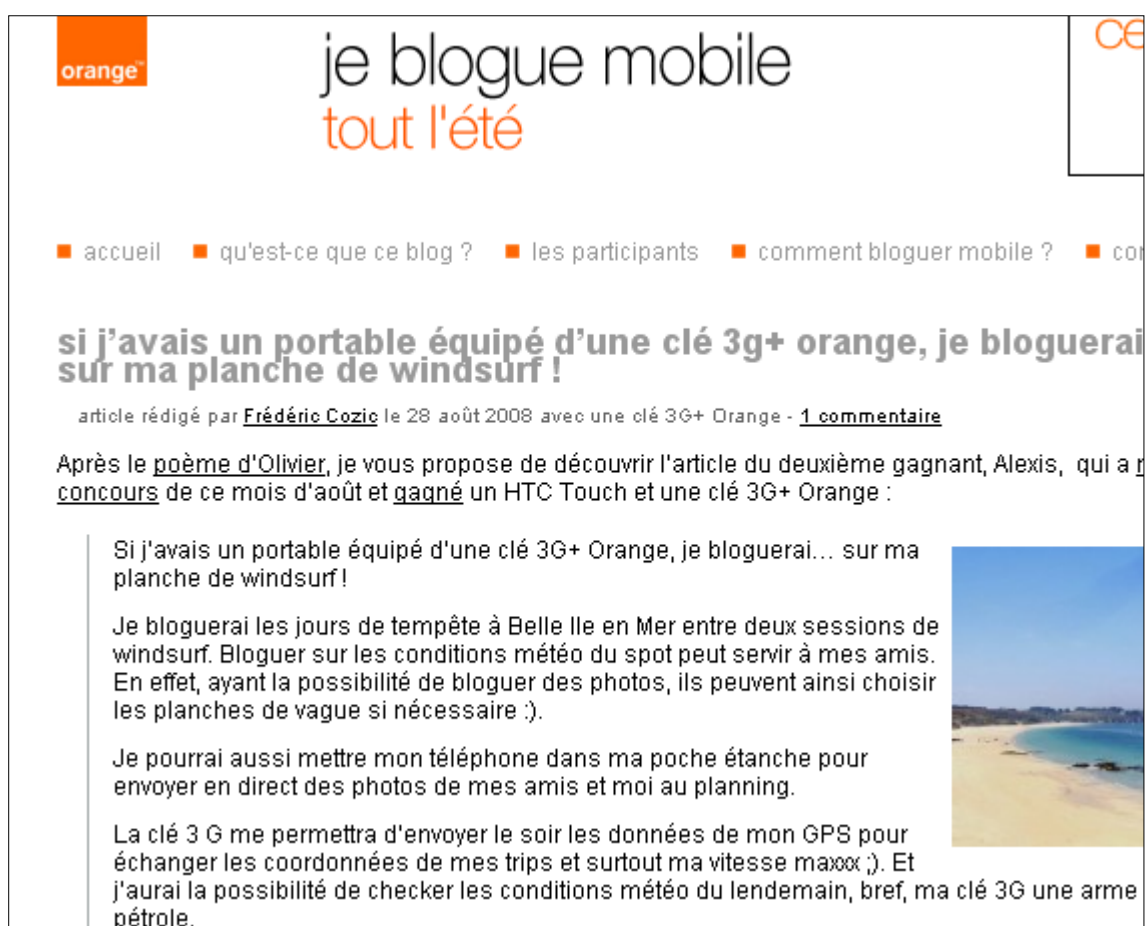 orange™
je blogue mobile
tout l'été
ce
accueil qu'est-ce que ce blog ? les participants comment bloguer mobile ? cor
si j'avais un portable équipé d'une clé 3g+ orange, je bloguerai
sur ma planche de windsurf !
article rédigé par Frédéric Cozic le 28 août 2008 avec une clé 3G+ Orange - 1 commentaire
Après le poème d'Olivier, je vous propose de découvrir l'article du deuxième gagnant, Alexis, qui a
concours de ce mois d'août et gagné un HTC Touch et une clé 3G+ Orange :
Si j'avais un portable équipé d'une clé 3G+ Orange, je bloguerai... sur ma
planche de windsurf !
Je bloguerai les jours de tempête à Belle Ile en Mer entre deux sessions de
windsurf. Bloguer sur les conditions météo du spot peut servir à mes amis.
En effet, ayant la possibilité de bloguer des photos, ils peuvent ainsi choisir
les planches de vague si nécessaire :).
Je pourrai aussi mettre mon téléphone dans ma poche étanche pour
envoyer en direct des photos de mes amis et moi au planning.
La clé 3 G me permettra d'envoyer le soir les données de mon GPS pour
échanger les coordonnées de mes trips et surtout ma vitesse maxxx ;). Et
j'aurai la possibilité de checker les conditions météo du lendemain, bref, ma clé 3G une arme
pétrole.